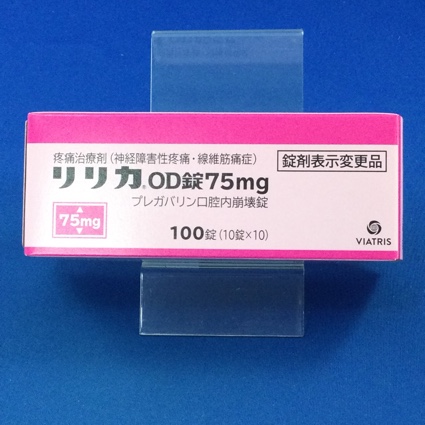 疼痛治療剤(神経障害性疼痛・線維筋痛症)
錠剤表示変更品
リリカ®OD錠75mg
プレガバリン口腔内崩壊錠
75mg
100錠(10錠×10)
VIATRIS